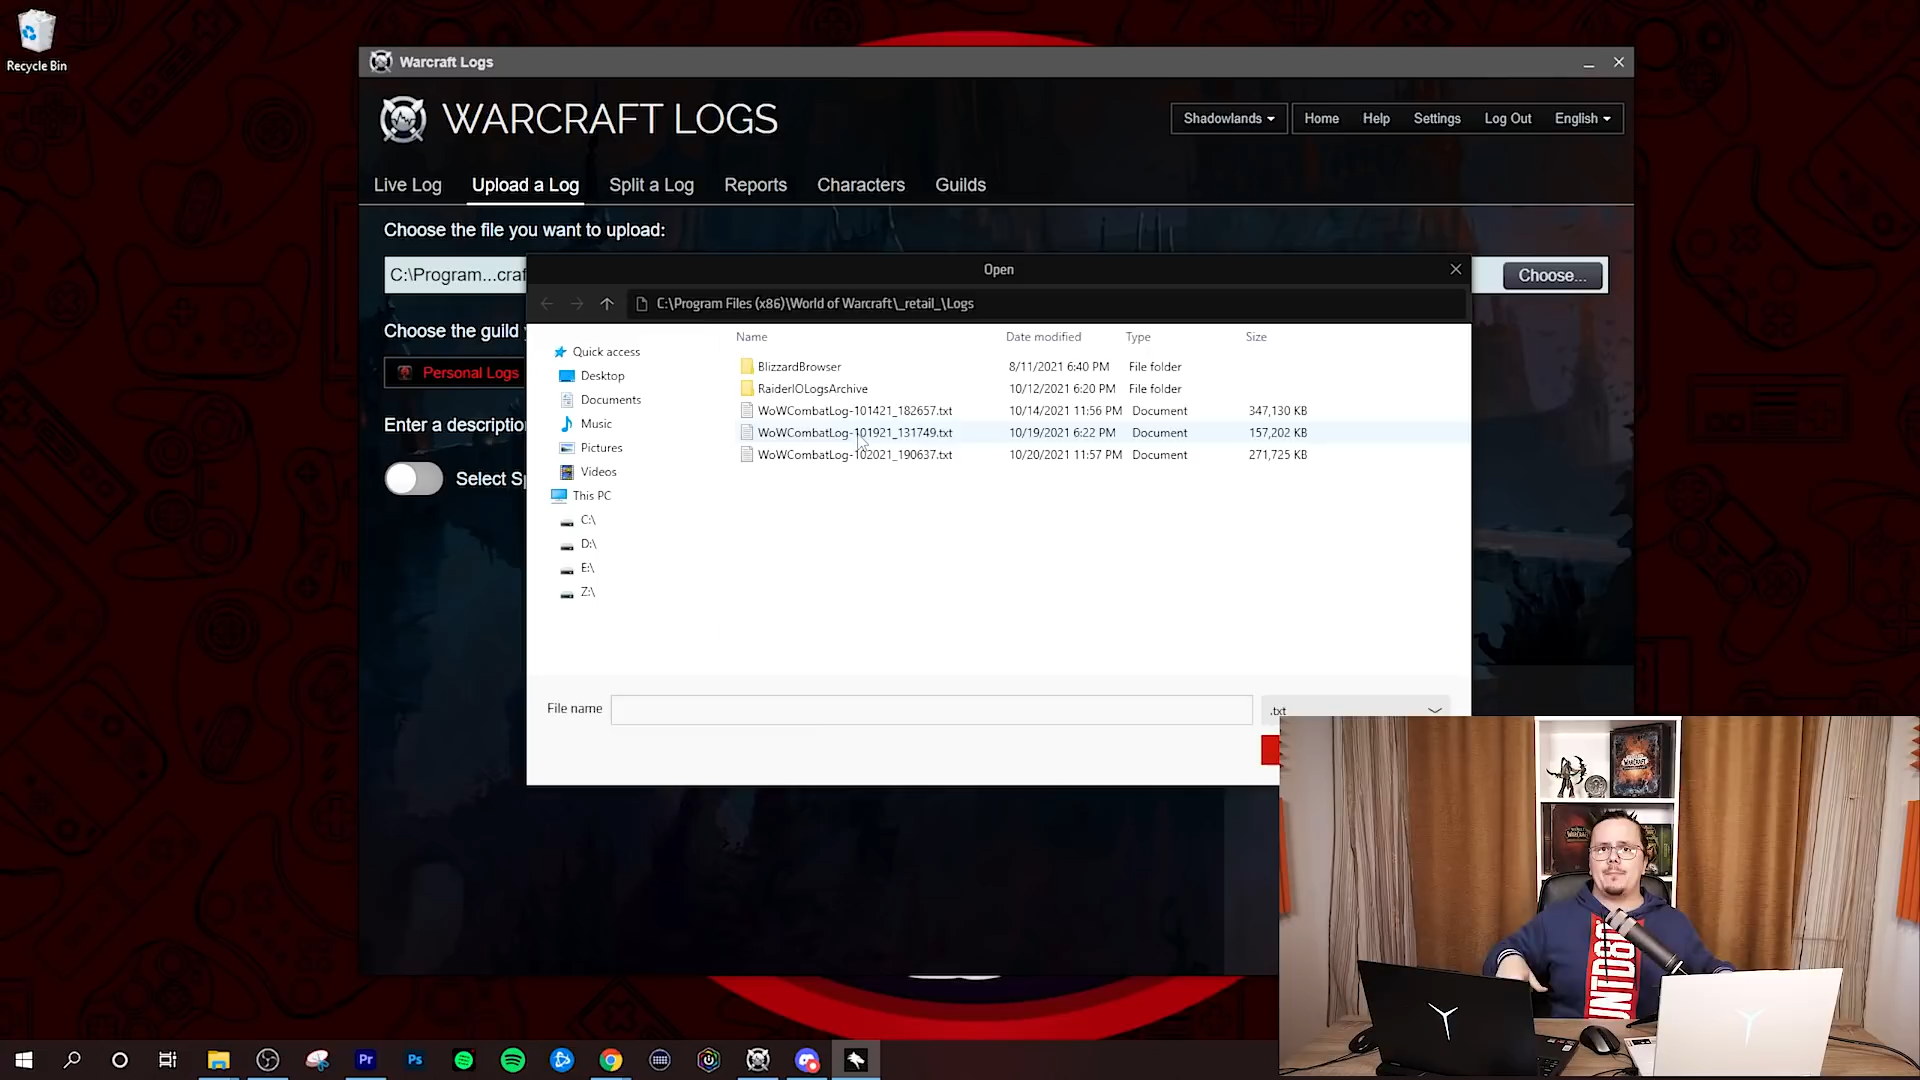 Recycle Bin
Warcraft Logs
WARCRAFT LOGS
Shadowlands
Home Help Settings Log Out English
Live Log Upload a Log Split a Log Reports Characters Guilds
Choose the file you want to upload:
C:\Program...craf
Choose...
Open
C:\Program Files (x86)\World of Warcraft\_retail_\Logs
Choose the guild
Personal Logs
Enter a description
Select Sp
Quick access
Desktop
Documents
Music
Pictures
Videos
This PC
C:\
D:\
E:\
Z:\
Name Date modified Type Size
BlizzardBrowser 8/11/2021 6:40 PM File folder
RaiderIOLogsArchive 10/12/2021 6:20 PM File folder
WoWCombatLog-101421_182657.txt 10/14/2021 11:56 PM Document 347,130 KB
WoWCombatLog-101921_131749.txt 10/19/2021 6:22 PM Document 157,202 KB
WoWCombatLog-102021_190637.txt 10/20/2021 11:57 PM Document 271,725 KB
File name
.txt
Pr
Ps
WARCRAFT
UNTD8